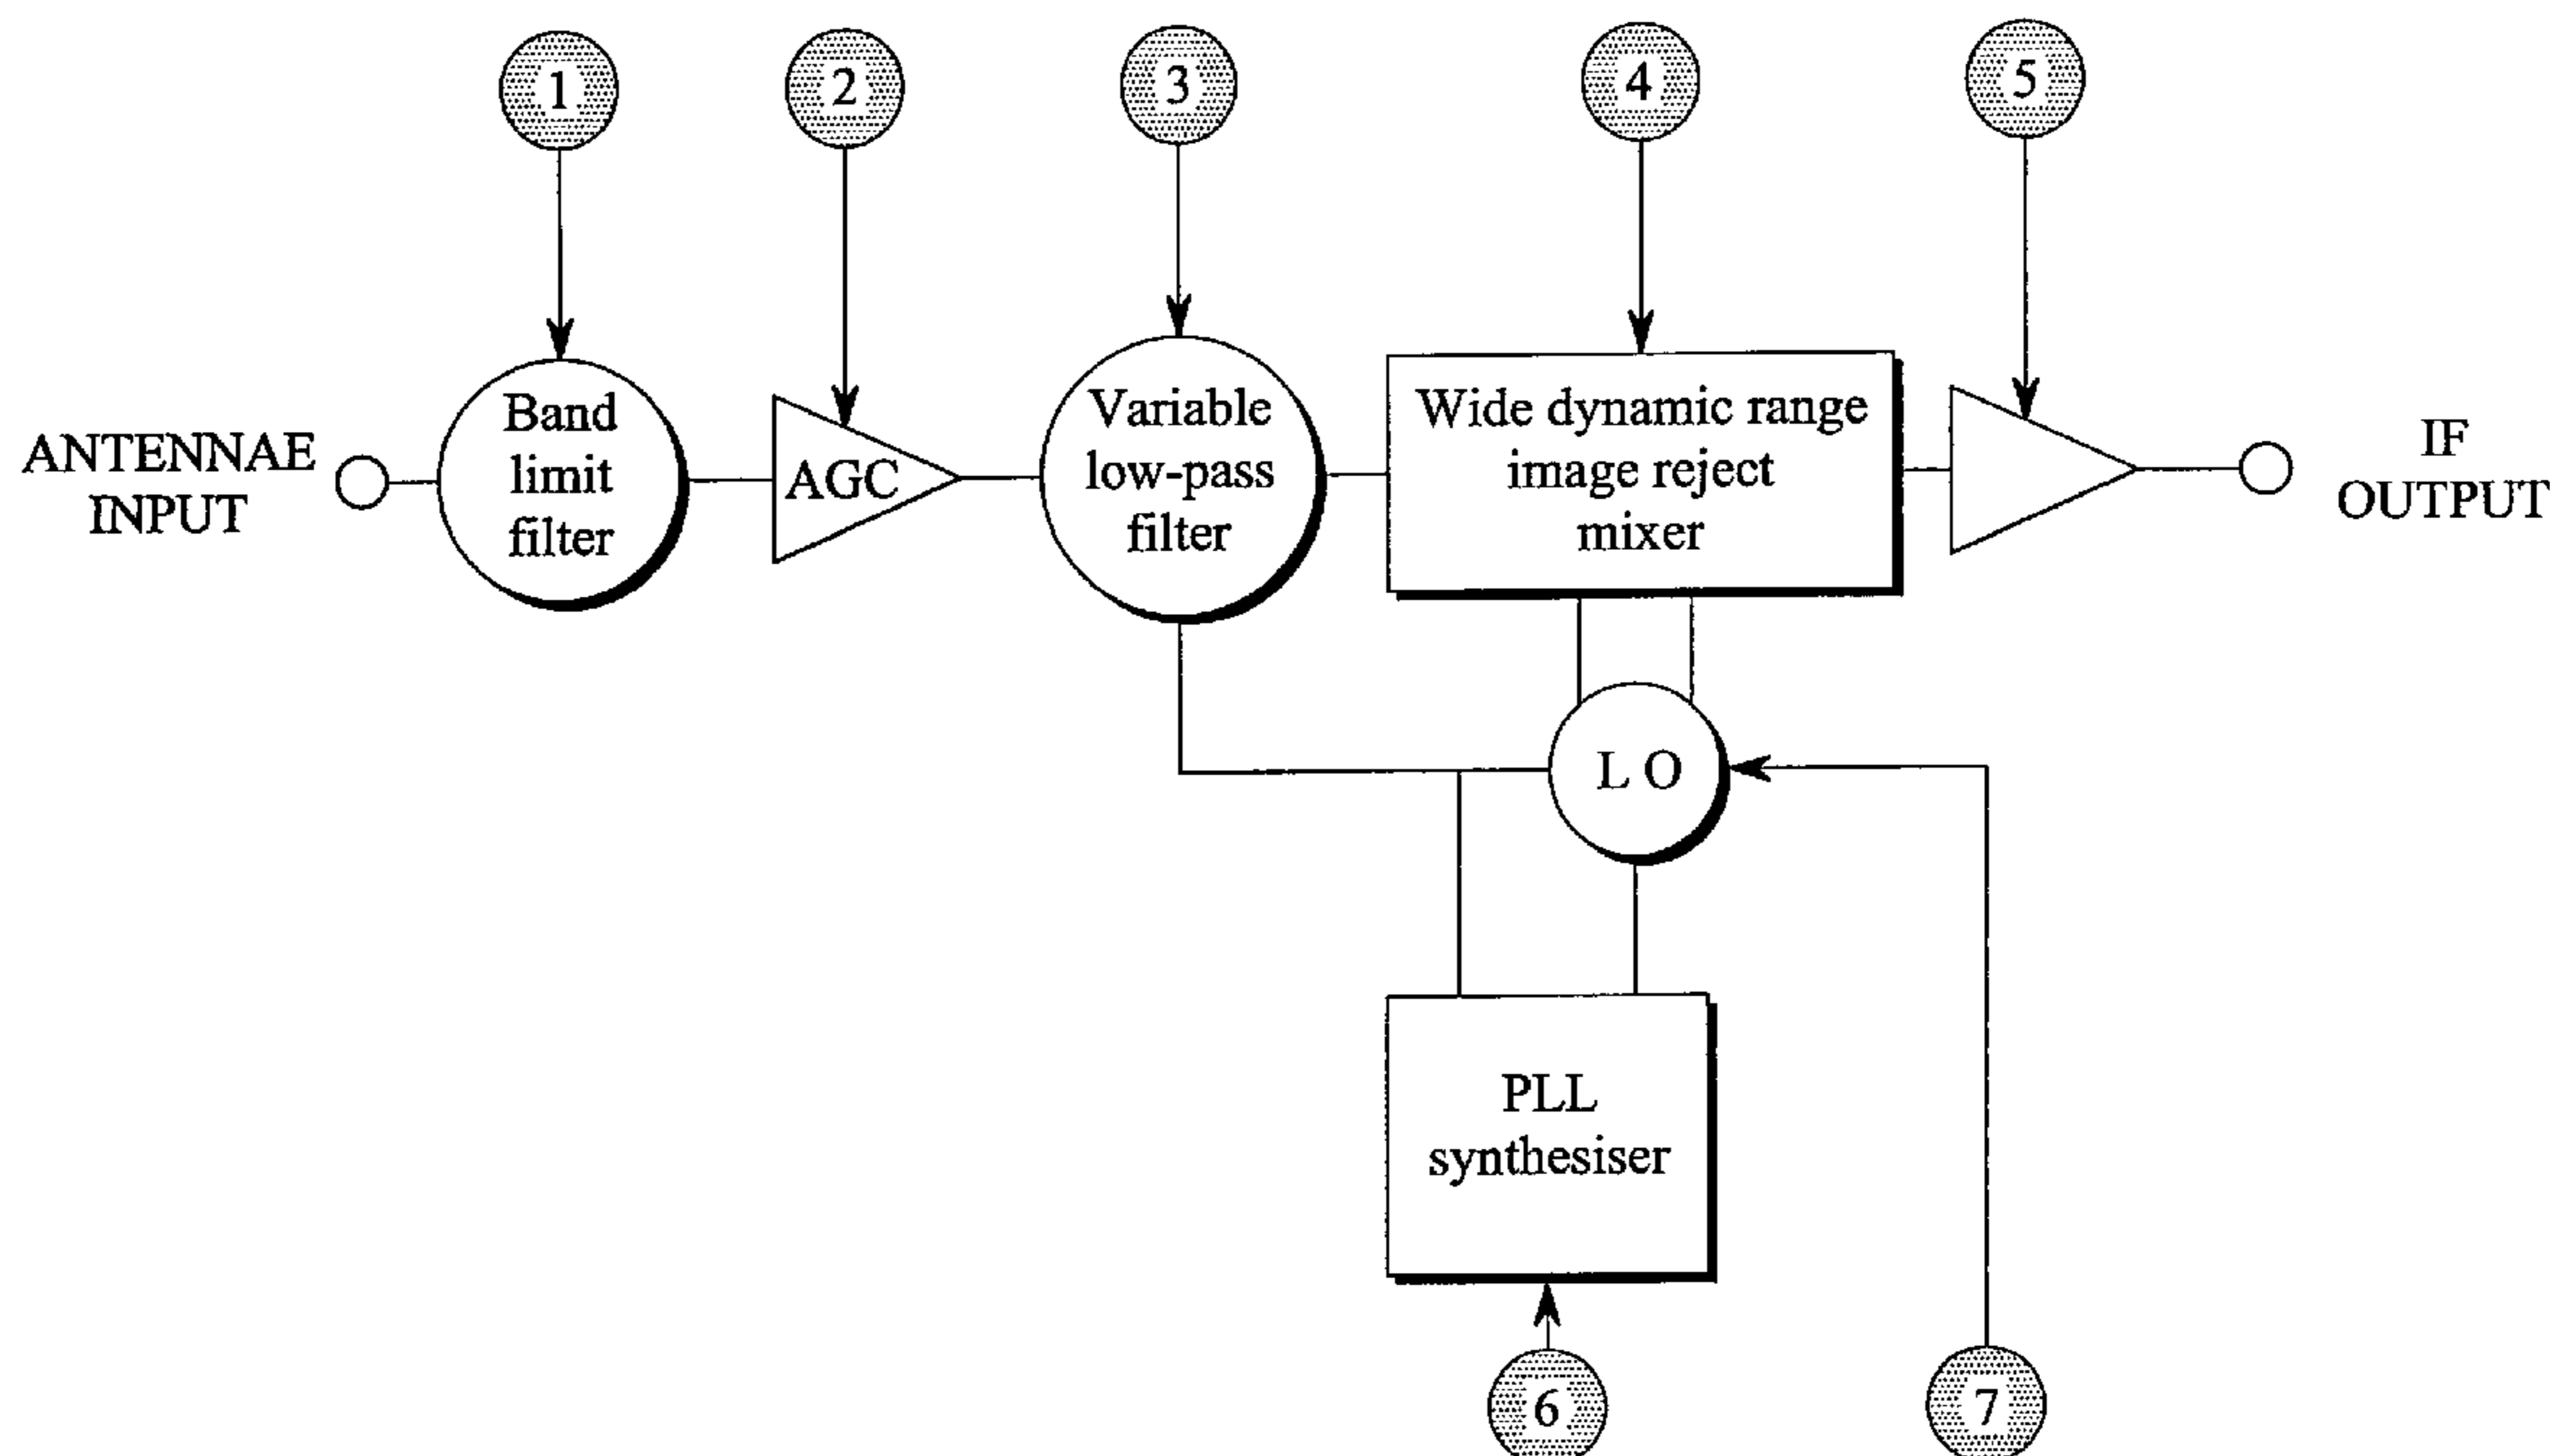 1
2
3
4
5
ANTENNAE
INPUT
Band
limit
filter
AGC
Variable
low-pass
filter
Wide dynamic range
image reject
mixer
IF
OUTPUT
L O
PLL
synthesiser
6
7